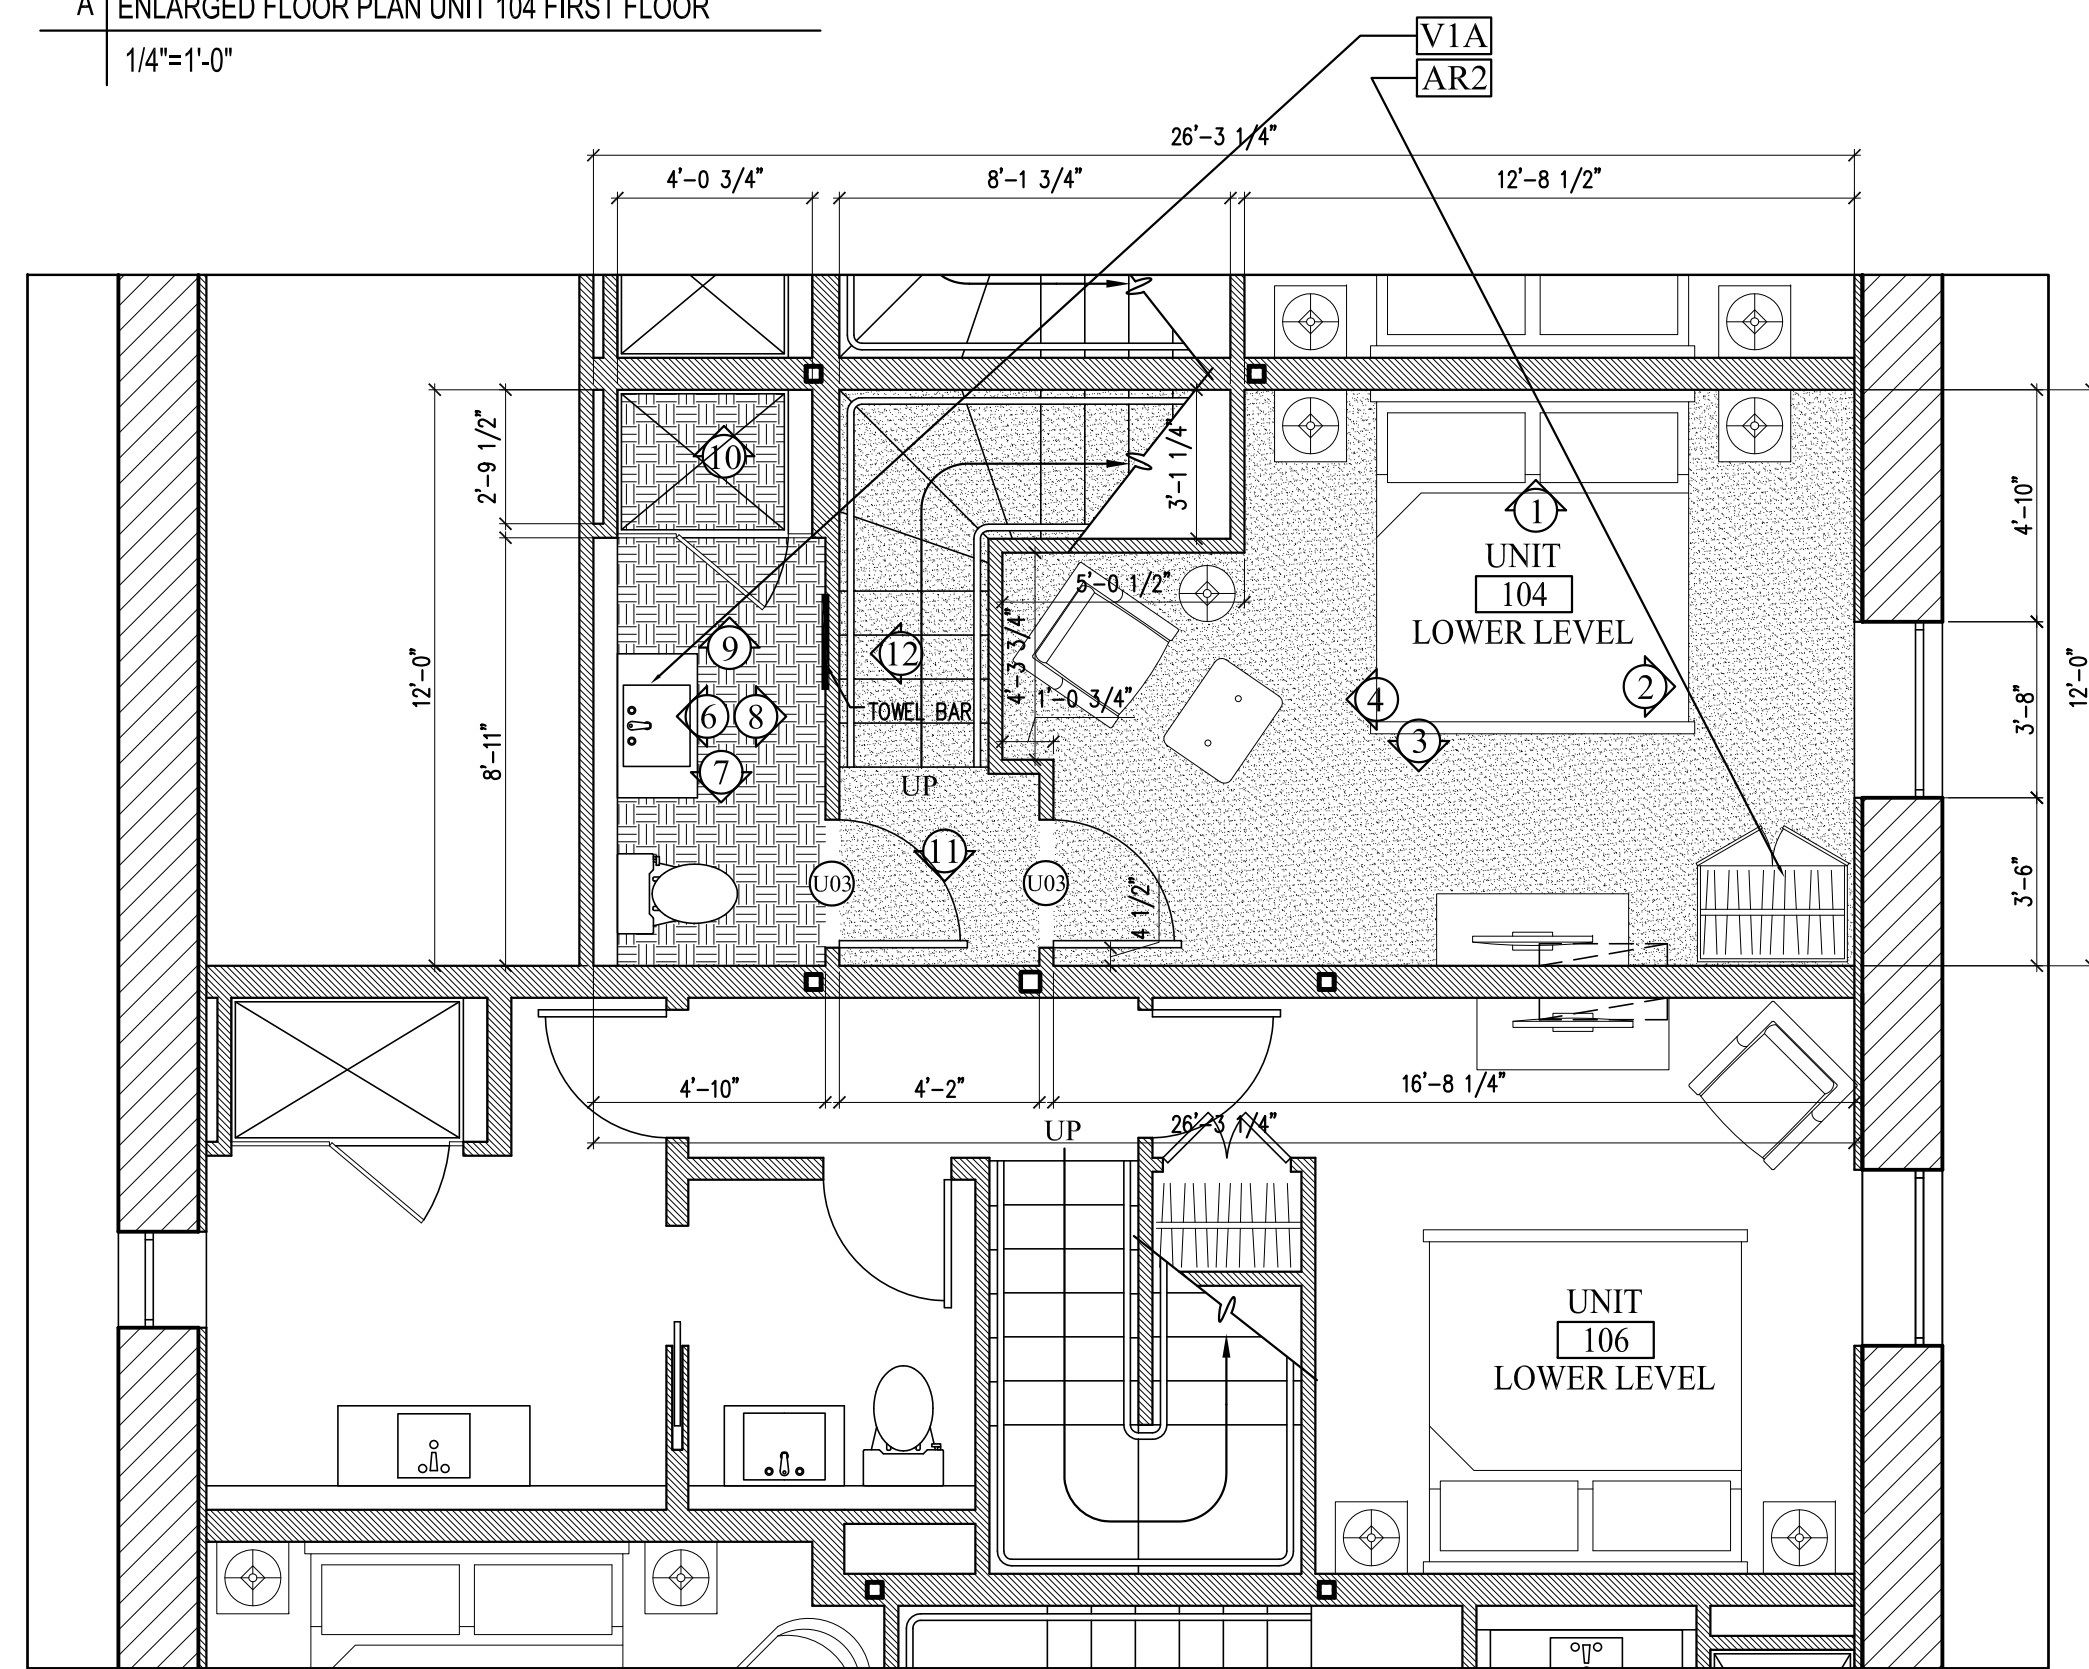 A ENLARGED FLOOR PLAN UNIT 104 FIRST FLOOR
1/4"=1'-0"
V1A
AR2
26'-3 1/4"
4'-0 3/4"
8'-1 3/4"
12'-8 1/2"
2'-9 1/2"
12'-0"
8'-11"
10
3'-1 1/4"
1
UNIT
104
LOWER LEVEL
4'-10"
5'-0 1/2"
4'-3 3/4"
1'-0 3/4"
9
12
6
8
7
TOWEL BAR
4
2
3
3'-8"
12'-0"
UP
11
U03
U03
4 1/2"
3'-6"
4'-10"
4'-2"
16'-8 1/4"
26'-3 1/4"
UP
UNIT
106
LOWER LEVEL